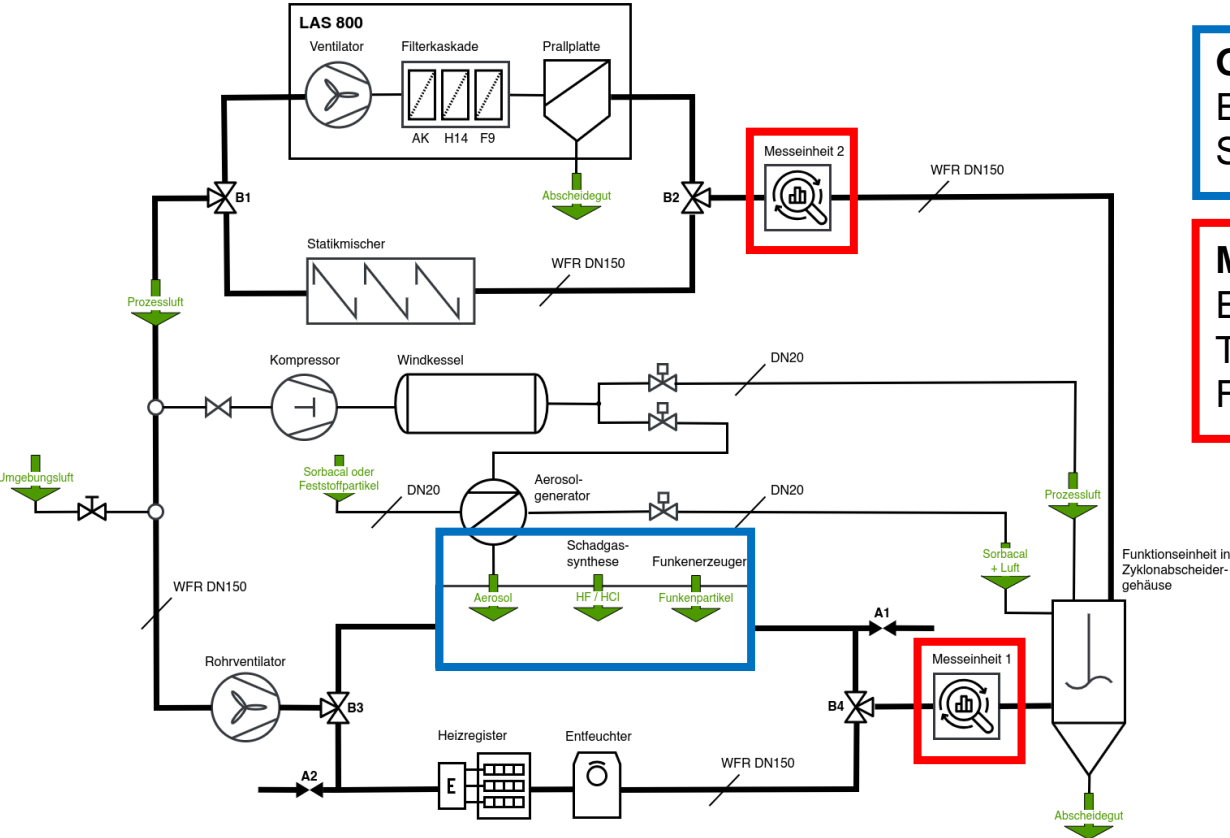 LAS 800
Ventilator
Filterkaskade
Prallplatte
AK
H14
F9
Abscheidegut
B1
B2
Messeinheit 2
WFR DN150
Statikmischer
WFR DN150
Prozessluft
Kompressor
Windkessel
DN20
Umgebungsluft
Sorbacal oder
Feststoffpartikel
DN20
Aerosol-
generator
DN20
Prozessluft
Sorbacal
+ Luft
Funktionseinheit in
Zyklonabscheider-
gehäuse
Schadgas-
synthese
Funkenerzeuger
Aerosol
HF / HCl
Funkenpartikel
WFR DN150
A1
Rohrventilator
Messeinheit 1
B3
B4
Heizregister
Entfeuchter
E
WFR DN150
A2
Abscheidegut
E
S
M
E
T
F